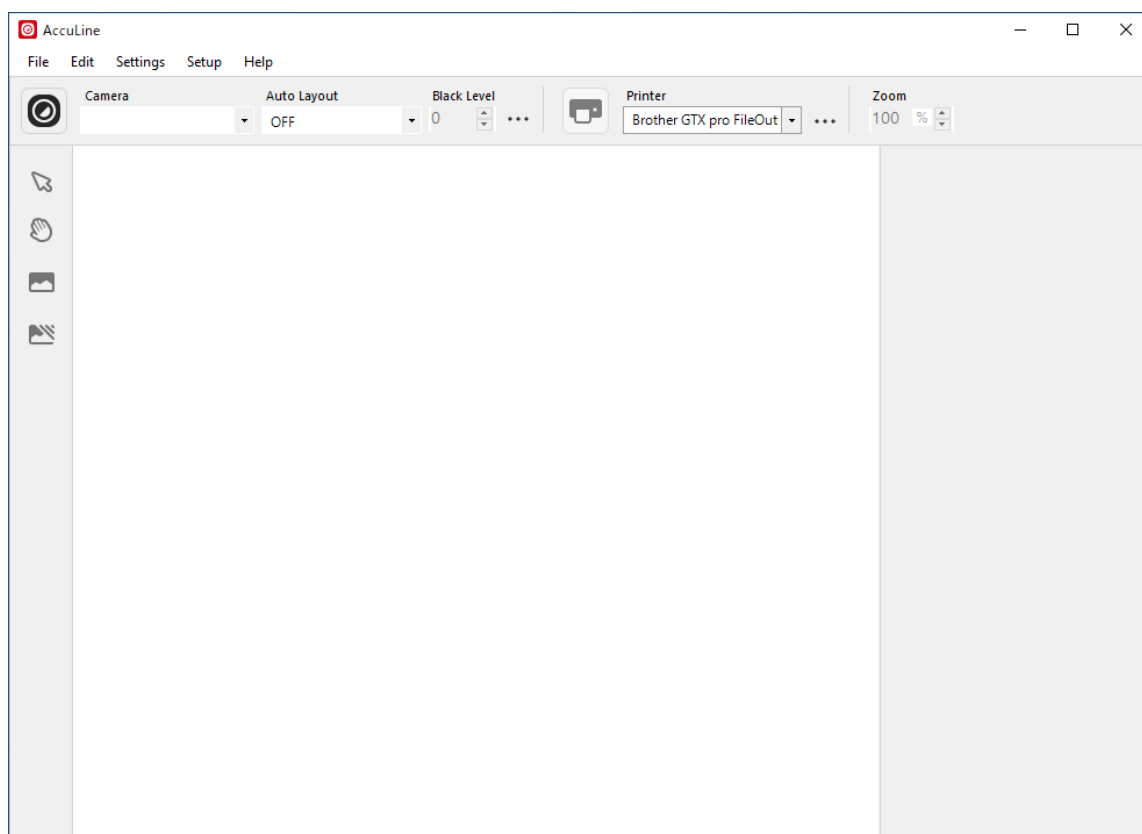 AccuLine
File Edit Settings Setup Help
Camera Auto Layout Black Level Printer Zoom
OFF 0 ••• Brother GTX pro FileOut ••• 100 %